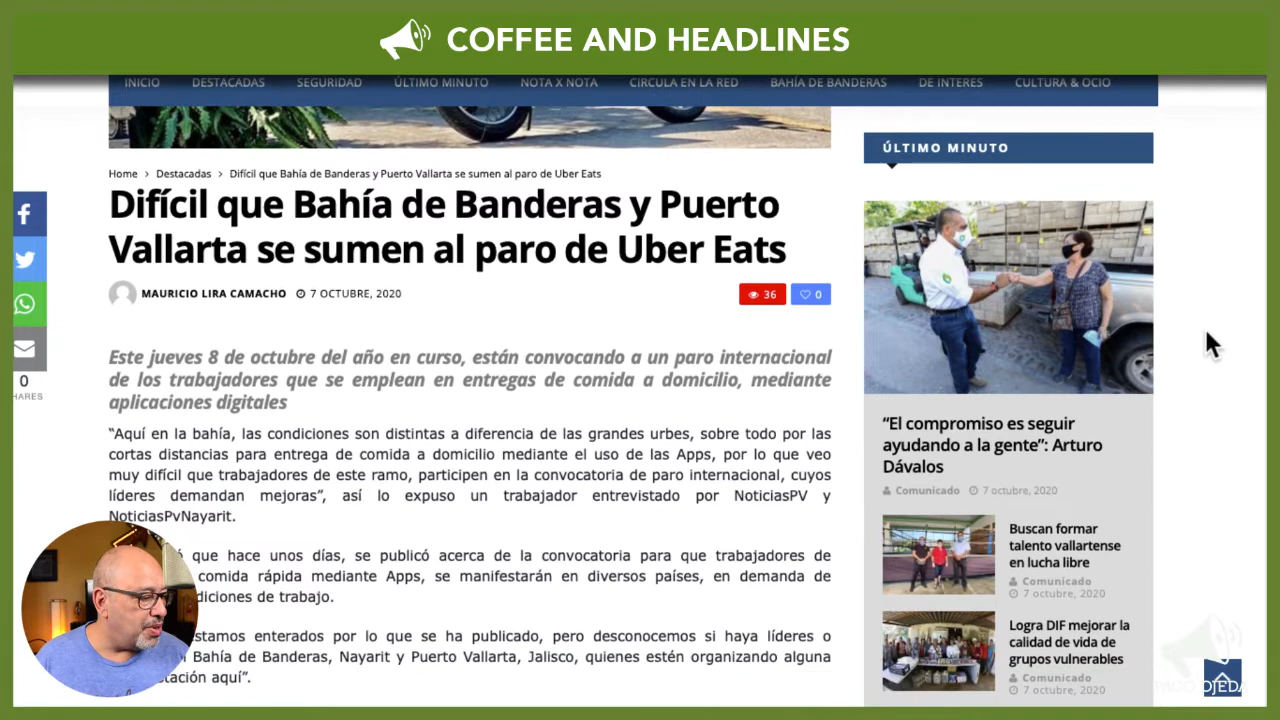 COFFEE AND HEADLINES
INICIO DESTACADAS SEGURIDAD ÚLTIMO MINUTO NOTA X NOTA CIRCULA EN LA RED BAHÍA DE BANDERAS DE INTERES CULTURA & OCIO
Home > Destacadas > Difícil que Bahía de Banderas y Puerto Vallarta se sumen al paro de Uber Eats
Difícil que Bahía de Banderas y Puerto
Vallarta se sumen al paro de Uber Eats
MAURICIO LIRA CAMACHO 7 OCTUBRE, 2020
36 0
0
HARES
Este jueves 8 de octubre del año en curso, están convocando a un paro internacional
de los trabajadores que se emplean en entregas de comida a domicilio, mediante
aplicaciones digitales
“Aquí en la bahía, las condiciones son distintas a diferencia de las grandes urbes, sobre todo por las
cortas distancias para entrega de comida a domicilio mediante el uso de las Apps, por lo que veo
muy difícil que trabajadores de este ramo, participen en la convocatoria de paro internacional, cuyos
líderes demandan mejoras”, así lo expuso un trabajador entrevistado por NoticiasPV y
NoticiasPvNayarit.
que hace unos días, se publicó acerca de la convocatoria para que trabajadores de
comida rápida mediante Apps, se manifestarán en diversos países, en demanda de
diciones de trabajo.
stamos enterados por lo que se ha publicado, pero desconocemos si haya líderes o
Bahía de Banderas, Nayarit y Puerto Vallarta, Jalisco, quienes estén organizando alguna
tación aquí”.
ÚLTIMO MINUTO
“El compromiso es seguir
ayudando a la gente”: Arturo
Dávalos
Comunicado 7 octubre, 2020
Buscan formar
talento vallartense
en lucha libre
Comunicado
7 octubre, 2020
Logra DIF mejorar la
calidad de vida de
grupos vulnerables
Comunicado
7 octubre, 2020
PACO OJEDA